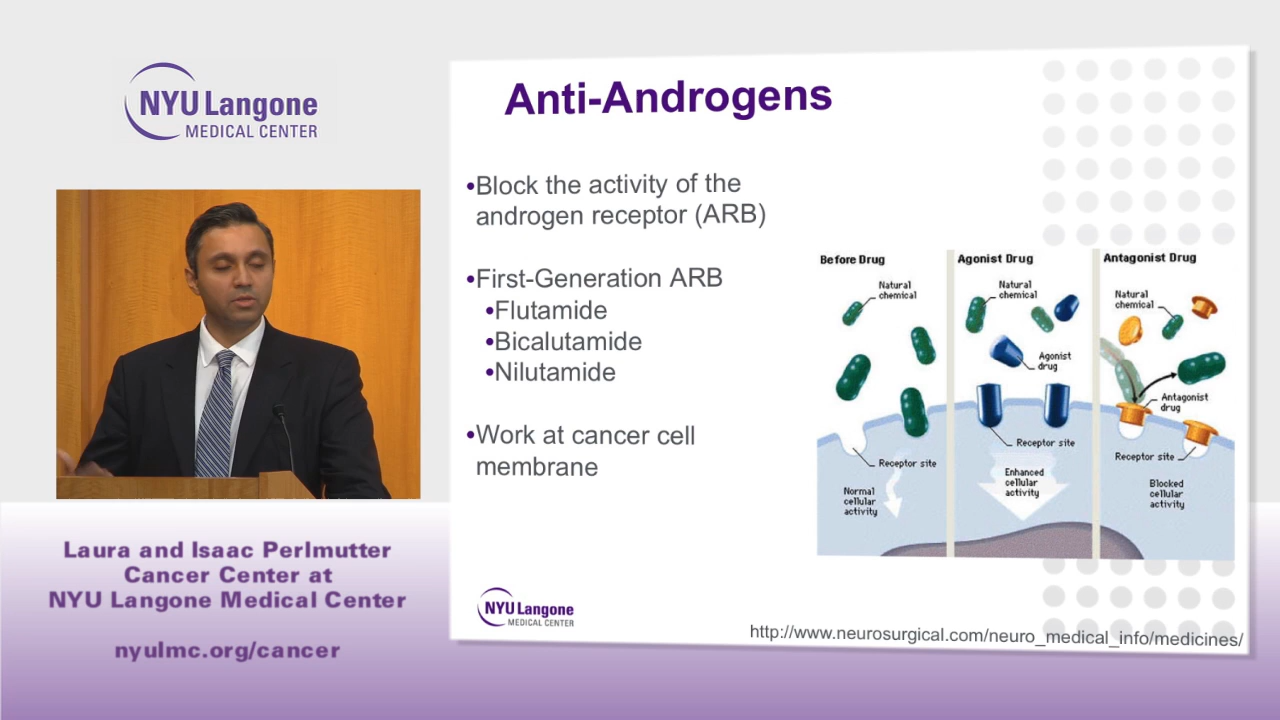 NYU Langone
MEDICAL CENTER
Laura and Isaac Perlmutter
Cancer Center at
NYU Langone Medical Center
nyulmc.org/cancer
Anti-Androgens
•Block the activity of the
androgen receptor (ARB)
•First-Generation ARB
•Flutamide
•Bicalutamide
•Nilutamide
•Work at cancer cell
membrane
Before Drug
Natural
chemical
Receptor site
Normal
cellular
activity
Agonist Drug
Natural
chemical
Agonist
drug
Receptor site
Enhanced
cellular
activity
Antagonist Drug
Natural
chemical
Antagonist
drug
Receptor site
Blocked
cellular
activity
NYU Langone
MEDICAL CENTER
http://www.neurosurgical.com/neuro_medical_info/medicines/